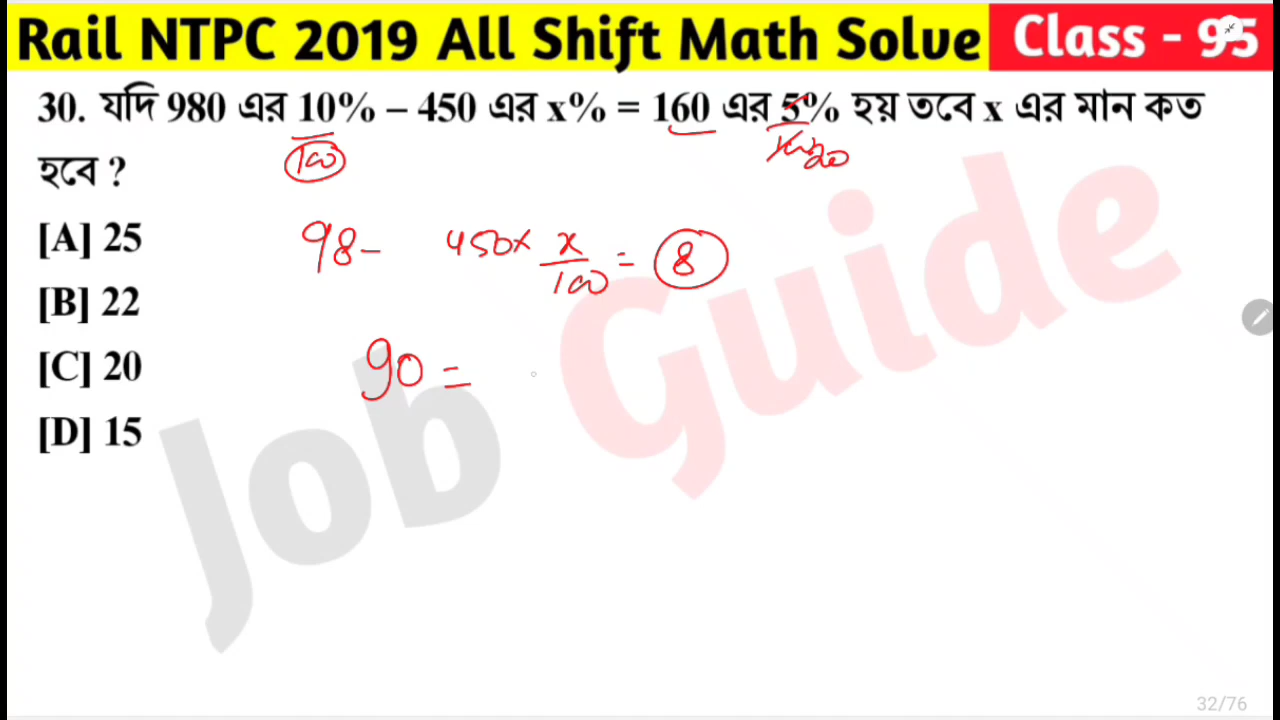 Rail NTPC 2019 All Shift Math Solve Class - 95
30. যদি 980 এর 10% – 450 এর x% = 160 এর 5% হয় তবে x এর মান কত
100 100 20
হবে ?
[A] 25
98 - 450 × x/100 = 8
[B] 22
[C] 20
90 =
[D] 15
Job Guide
32/76